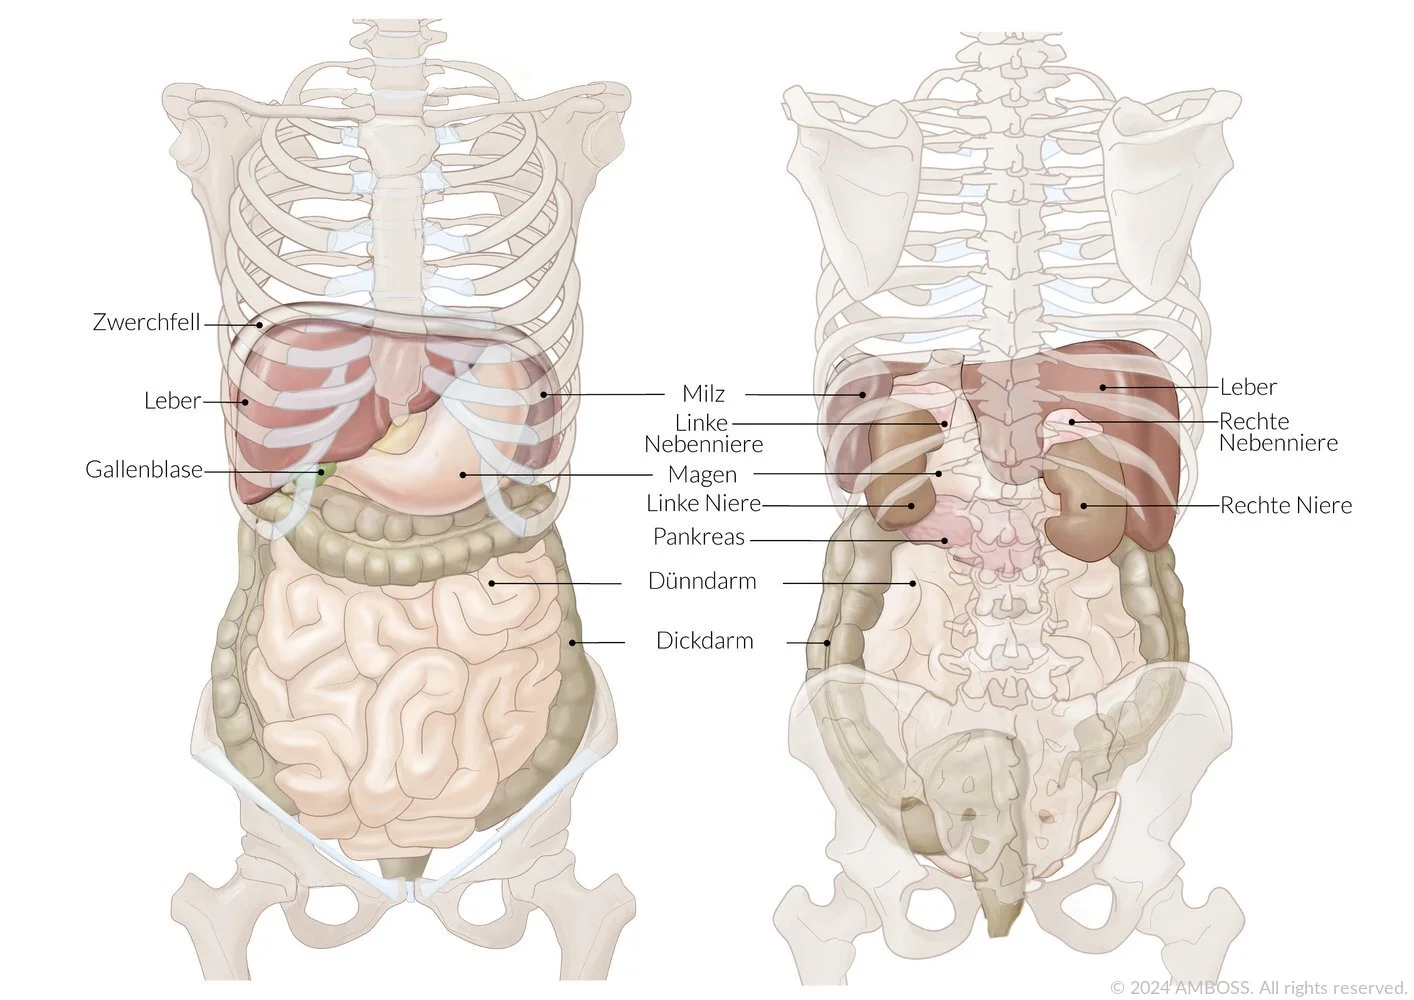 Zwerchfell
Leber
Gallenblase
Milz
Linke
Nebenniere
Magen
Linke Niere
Pankreas
Dünndarm
Dickdarm
Leber
Rechte
Nebenniere
Rechte Niere
© 2024 AMBOSS. All rights reserved.